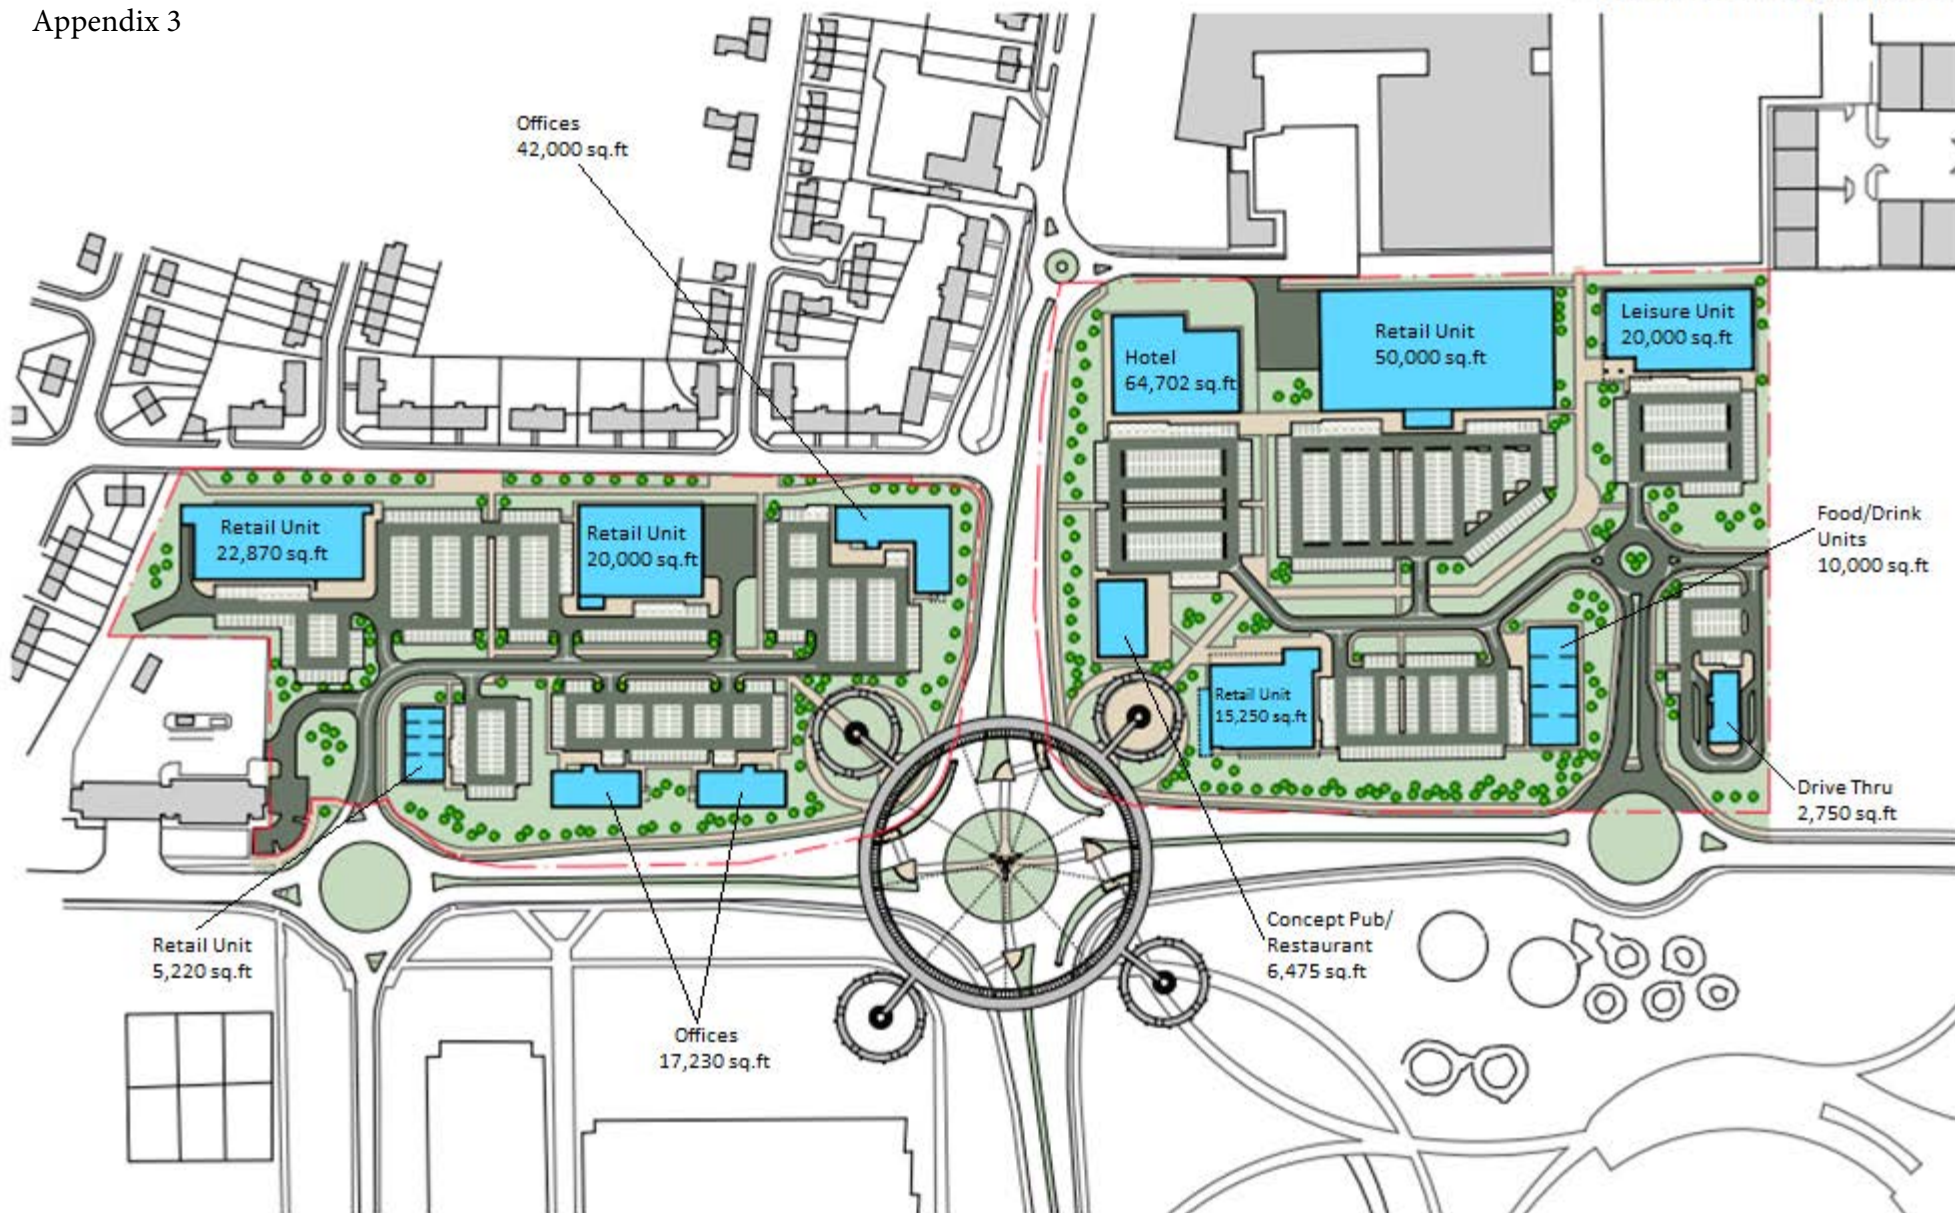 Appendix 3
Offices
42,000 sq.ft
Hotel
64,702 sq.ft
Retail Unit
50,000 sq.ft
Leisure Unit
20,000 sq.ft
Retail Unit
22,870 sq.ft
Retail Unit
20,000 sq.ft
Food/Drink
Units
10,000 sq.ft
Retail Unit
15,250 sq.ft
Drive Thru
2,750 sq.ft
Retail Unit
5,220 sq.ft
Concept Pub/
Restaurant
6,475 sq.ft
Offices
17,230 sq.ft